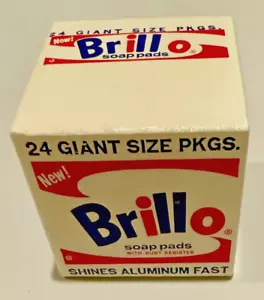 24 GIANT SIZE PKGS.
New!
Brillo®
soap pads
24 GIANT SIZE PKGS.
New!
Brillo®
soap pads
WITH RUST RESISTER
SHINES ALUMINUM FAST